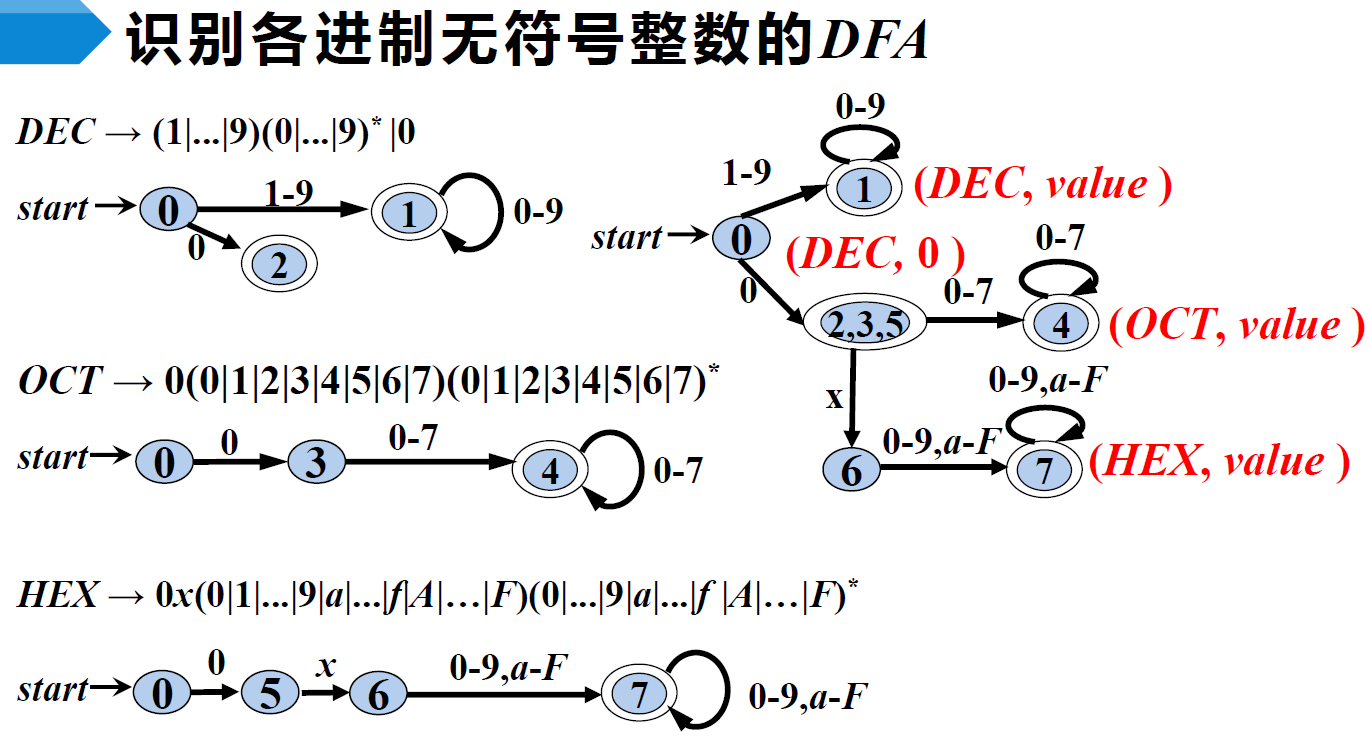 识别各进制无符号整数的DFA
DEC → (1|...|9)(0|...|9)* |0
start
0
1-9
1
0-9
0
2
OCT → 0(0|1|2|3|4|5|6|7)(0|1|2|3|4|5|6|7)*
start
0
0
3
0-7
4
0-7
HEX → 0x(0|1|...|9|a|...|f|A|…|F)(0|...|9|a|...|f |A|…|F)*
start
0
0
5
x
6
0-9,a-F
7
0-9,a-F
0-9
1-9
1
(DEC, value )
start
0
(DEC, 0 )
0
2,3,5
0-7
0-7
4
(OCT, value )
x
6
0-9,a-F
0-9,a-F
7
(HEX, value )